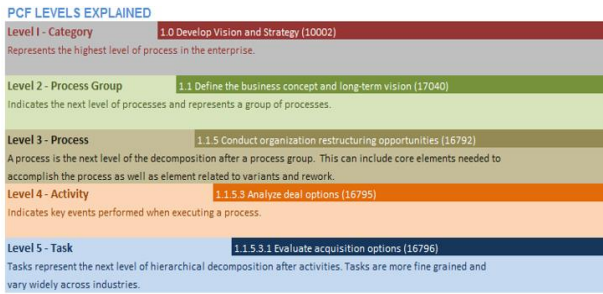 PCF LEVELS EXPLAINED
Level I - Category 1.0 Develop Vision and Strategy (10002)
Represents the highest level of process in the enterprise.
Level 2 - Process Group 1.1 Define the business concept and long-term vision (17040)
Indicates the next level of processes and represents a group of processes.
Level 3 - Process 1.1.5 Conduct organization restructuring opportunities (16792)
A process is the next level of the decomposition after a process group. This can include core elements needed to
accomplish the process as well as element related to variants and rework.
Level 4 - Activity 1.1.5.3 Analyze deal options (16795)
Indicates key events performed when executing a process.
Level 5 - Task 1.1.5.3.1 Evaluate acquisition options (16796)
Tasks represent the next level of hierarchical decomposition after activities. Tasks are more fine grained and
vary widely across industries.